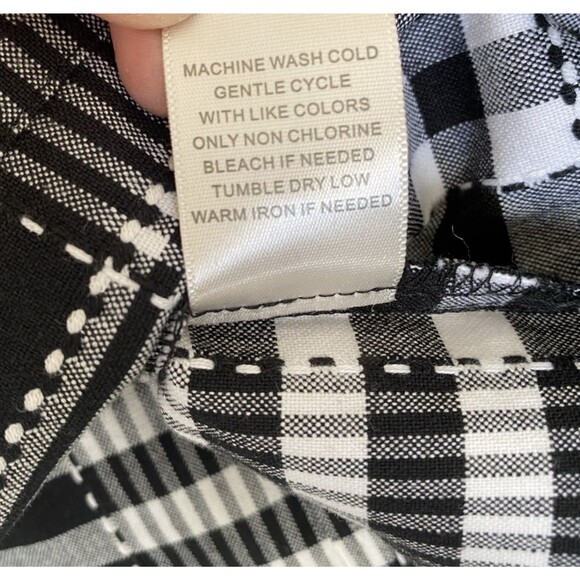 MACHINE WASH COLD
GENTLE CYCLE
WITH LIKE COLORS
ONLY NON CHLORINE
BLEACH IF NEEDED
TUMBLE DRY LOW
WARM IRON IF NEEDED